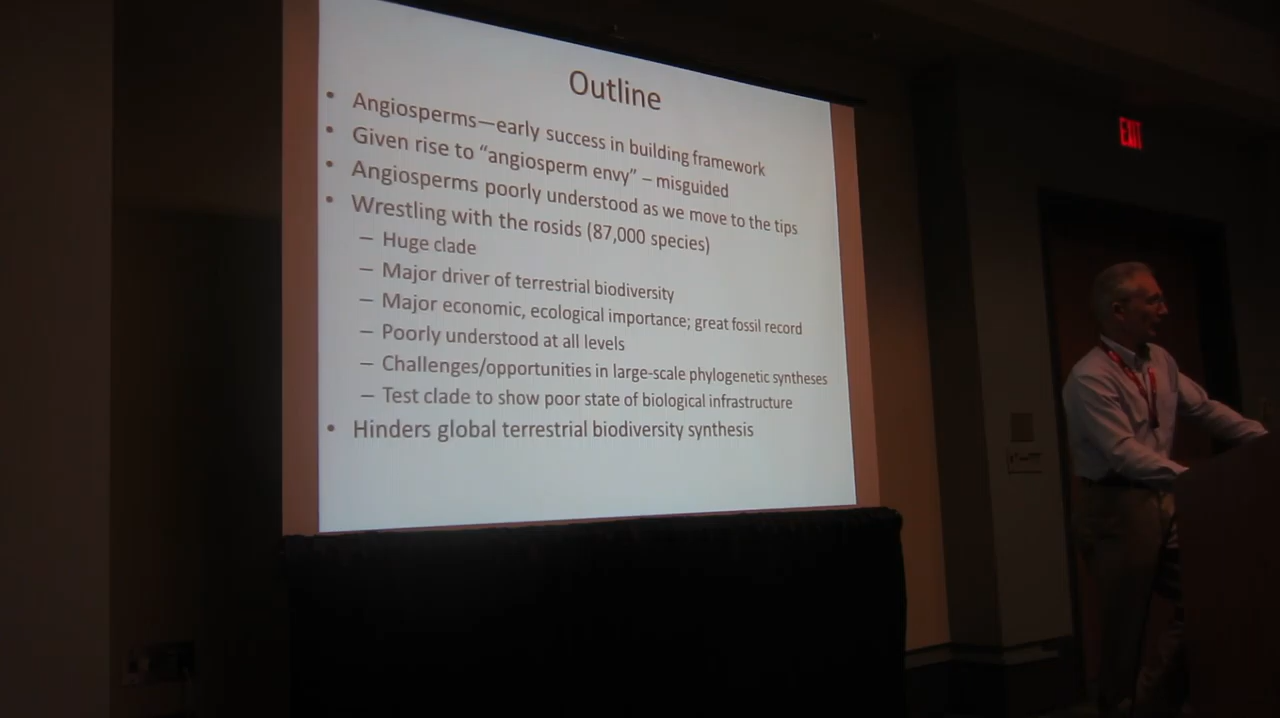 Outline
• Angiosperms—early success in building framework
• Given rise to “angiosperm envy” – misguided
• Angiosperms poorly understood as we move to the tips
• Wrestling with the rosids (87,000 species)
– Huge clade
– Major driver of terrestrial biodiversity
– Major economic, ecological importance; great fossil record
– Poorly understood at all levels
– Challenges/opportunities in large-scale phylogenetic syntheses
– Test clade to show poor state of biological infrastructure
• Hinders global terrestrial biodiversity synthesis
EXIT